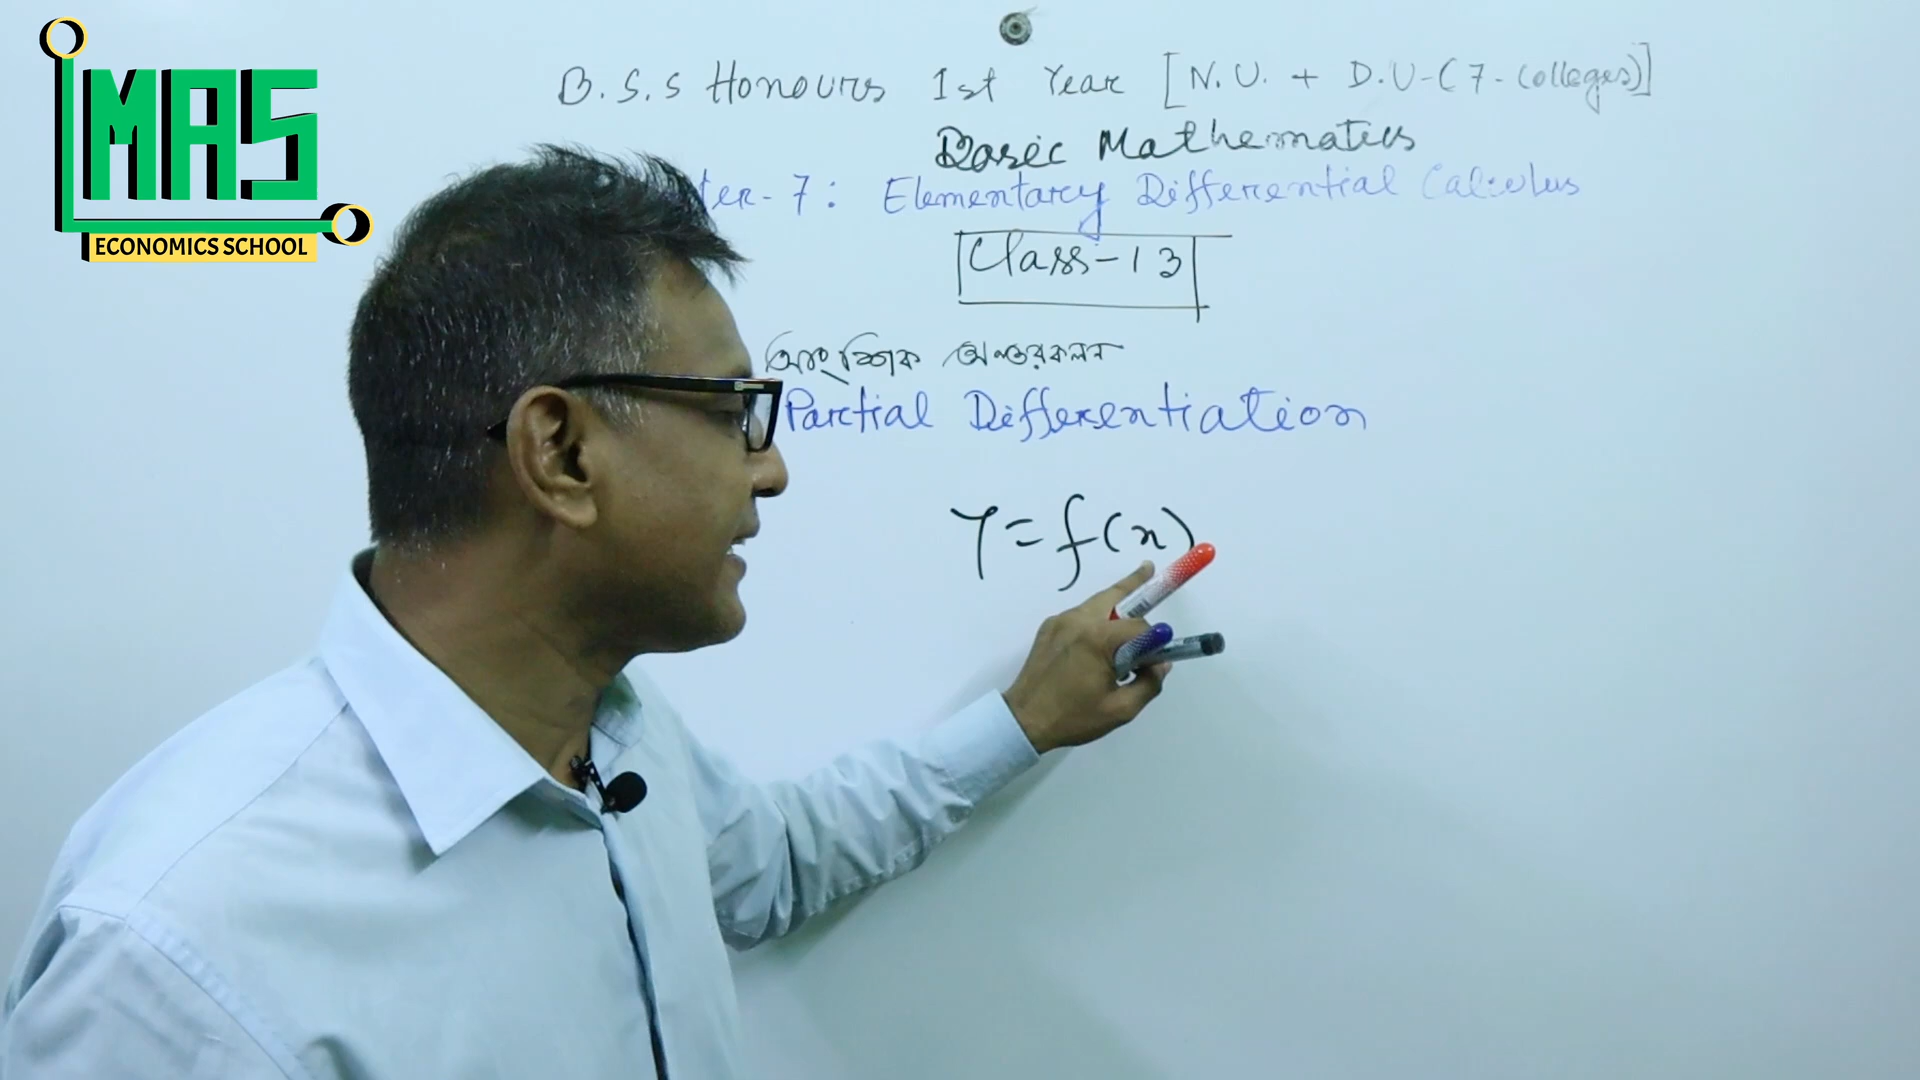 MAS
ECONOMICS SCHOOL
B.S.S Honours 1st Year [N.U. + D.U-(7-Colleges)]
Basic Mathematics
ter-7: Elementary Differential Calculus
Class-13
আংশিক অন্তরকলন
Partial Differentiation
Y=f(x)